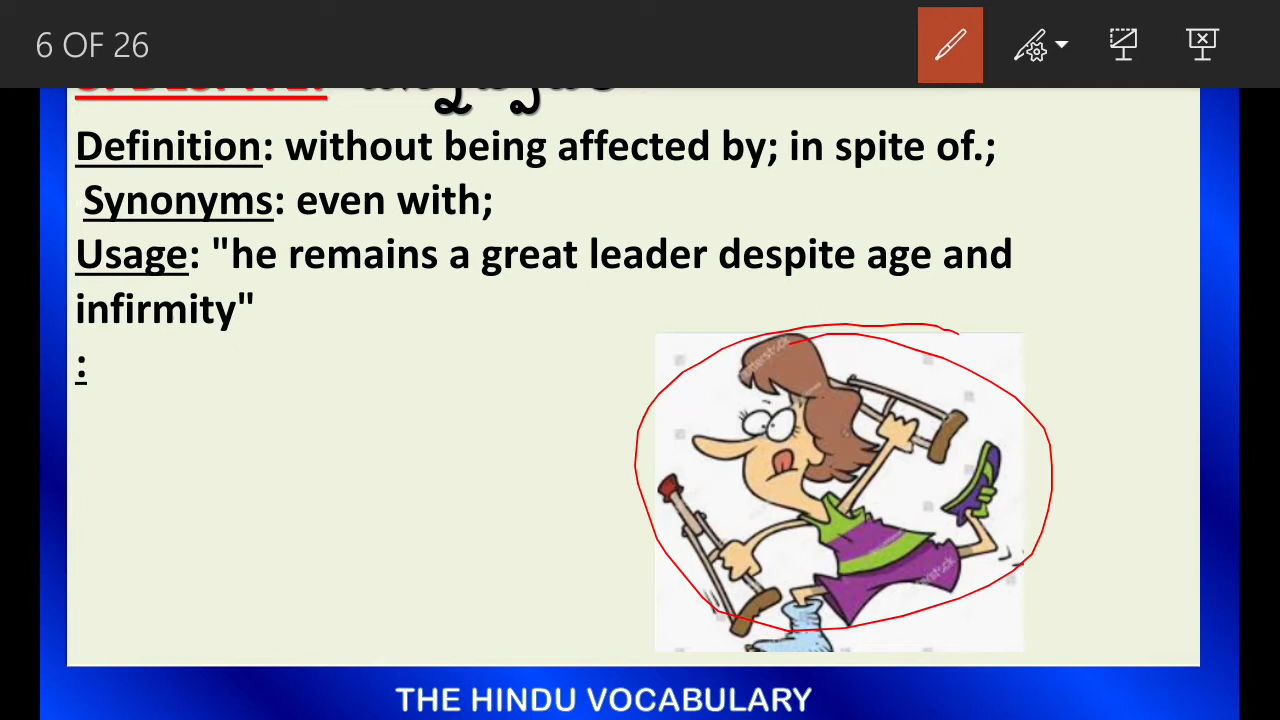 6 OF 26
Definition: without being affected by; in spite of.;
Synonyms: even with;
Usage: "he remains a great leader despite age and
infirmity"
:
THE HINDU VOCABULARY